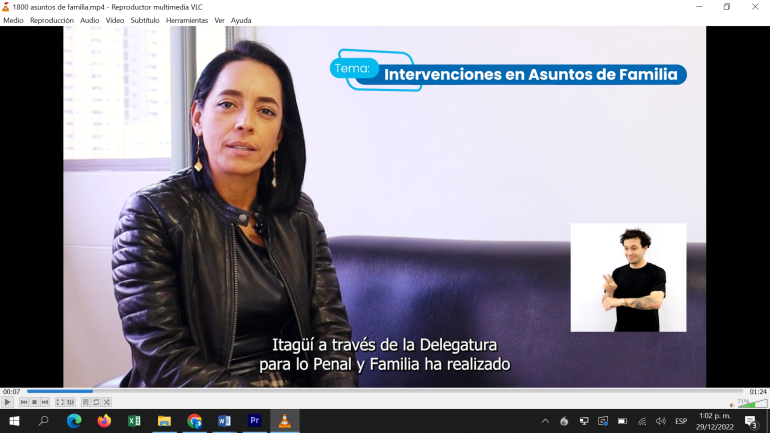 1800 asuntos de familia.mp4 - Reproductor multimedia VLC
Medio Reproducción Audio Vídeo Subtítulo Herramientas Ver Ayuda
Tema:
Intervenciones en Asuntos de Familia
Itagüí a través de la Delegatura
para lo Penal y Familia ha realizado
00:07
01:24
71%
ESP
1:02 p. m.
29/12/2022
3